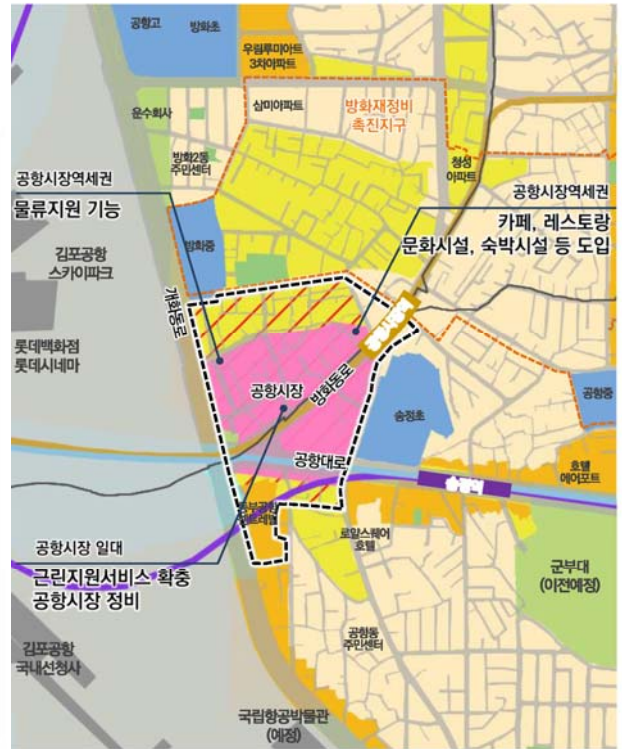 공항고
방화초
우림루미아트
3차아파트
운수회사
삼미아파트
방화재정비
촉진지구
방화2동
주민센터
청성
아파트
공항시장역세권
물류지원 기능
공항시장역세권
카페, 레스토랑
문화시설, 숙박시설 등 도입
방화중
김포공항
스카이파크
개화동로
롯데백화점
롯데시네마
공항시장
방화동로
송정초
공항중
공항대로
호텔
에어포트
공항시장 일대
근린지원서비스 확충
공항시장 정비
로얄스퀘어
호텔
군부대
(이전예정)
공항동
주민센터
김포공항
국내선청사
국립항공박물관
(예정)